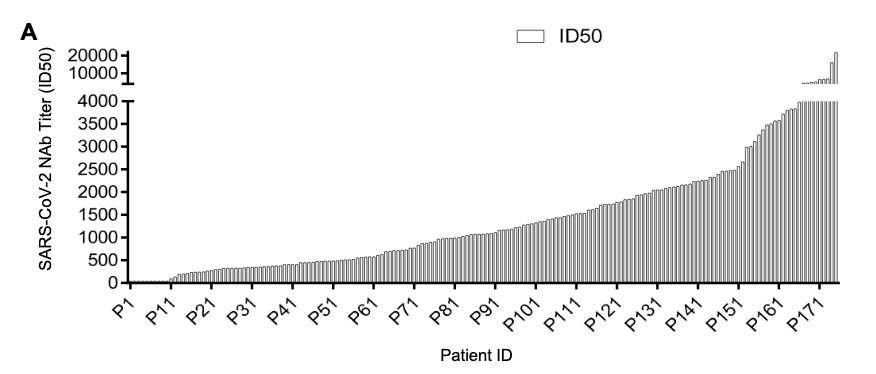 A
ID50
SARS-CoV-2 NAb Titer (ID50)
20000
10000
4000
3500
3000
2500
2000
1500
1000
500
0
P1 P11 P21 P31 P41 P51 P61 P71 P81 P91 P101 P111 P121 P131 P141 P151 P161 P171
Patient ID